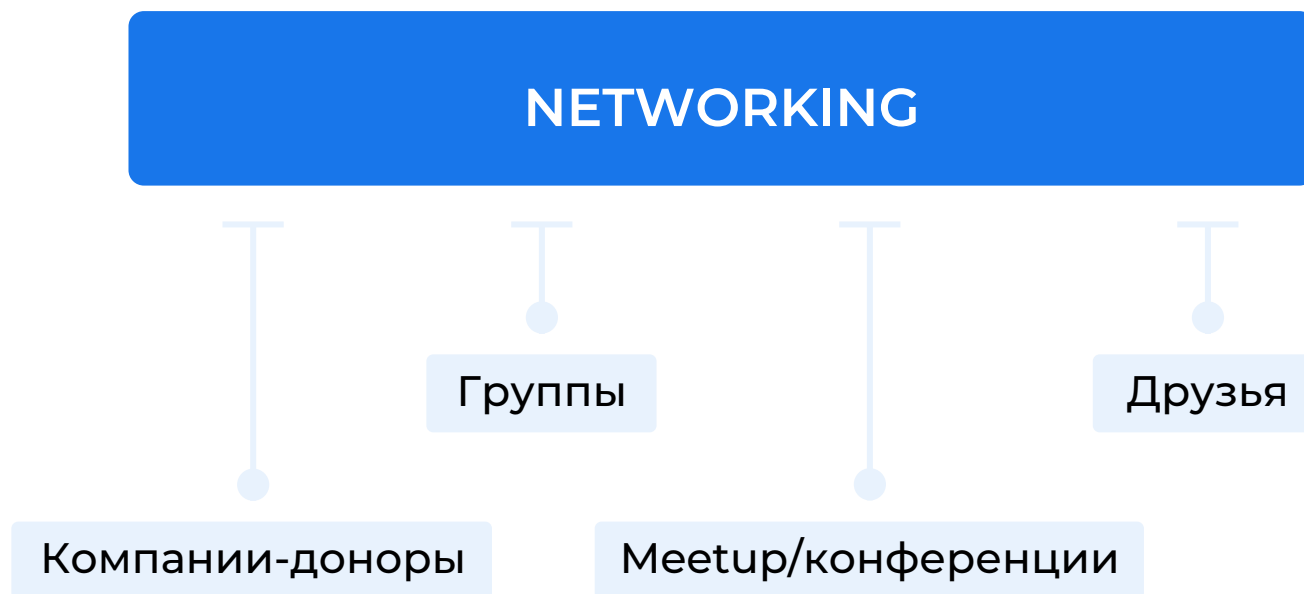 NETWORKING
Группы
Друзья
Компании-доноры
Meetup/конференции